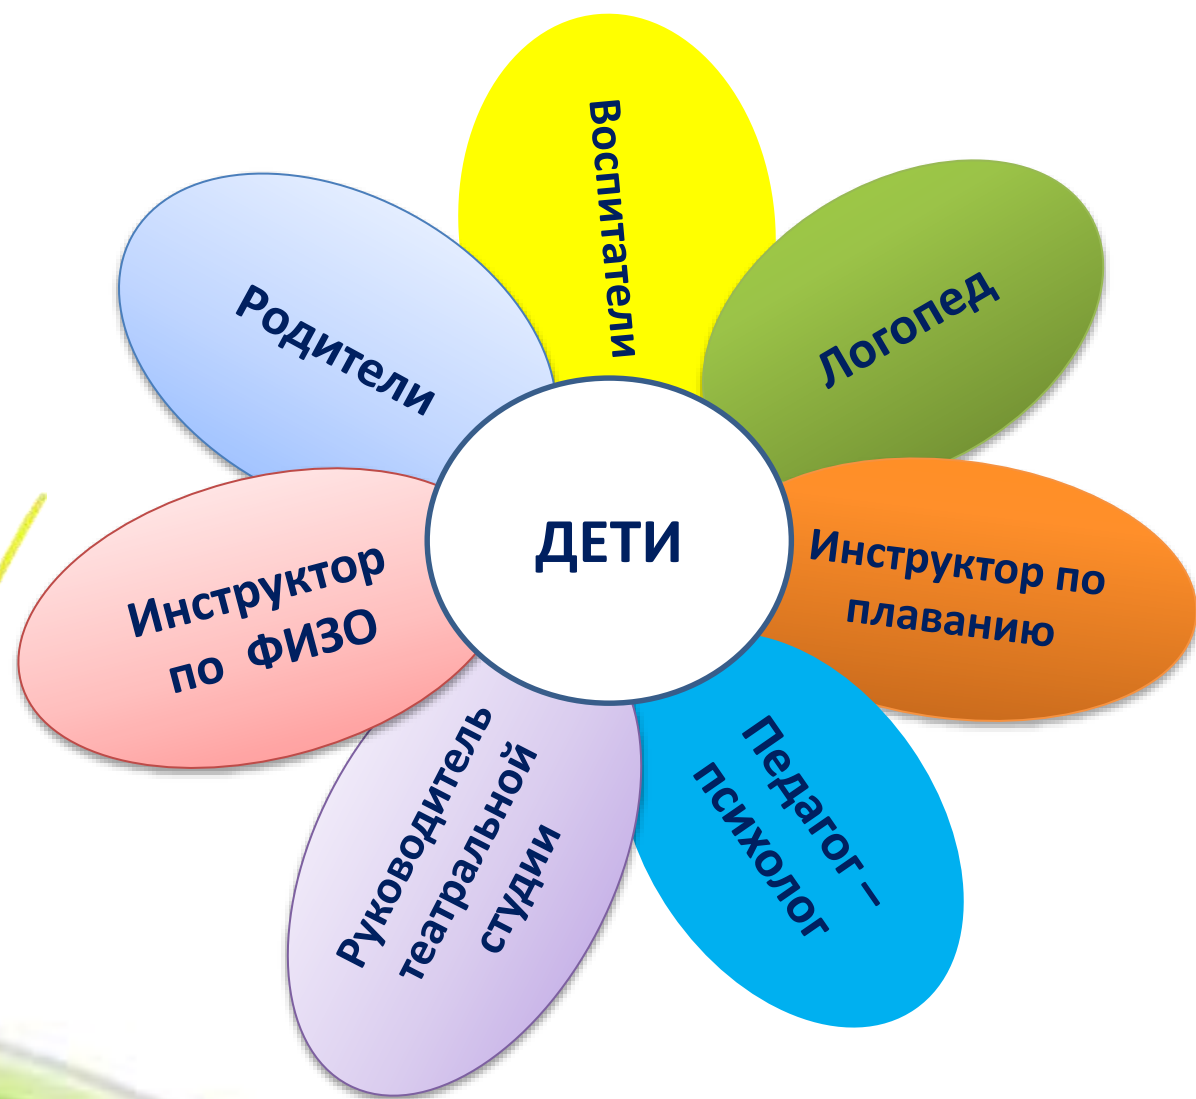 Воспитатели
Логопед
Инструктор по
плаванию
Педагог –
психолог
Руководитель
театральной
студии
Инструктор
по ФИЗО
Родители
ДЕТИ